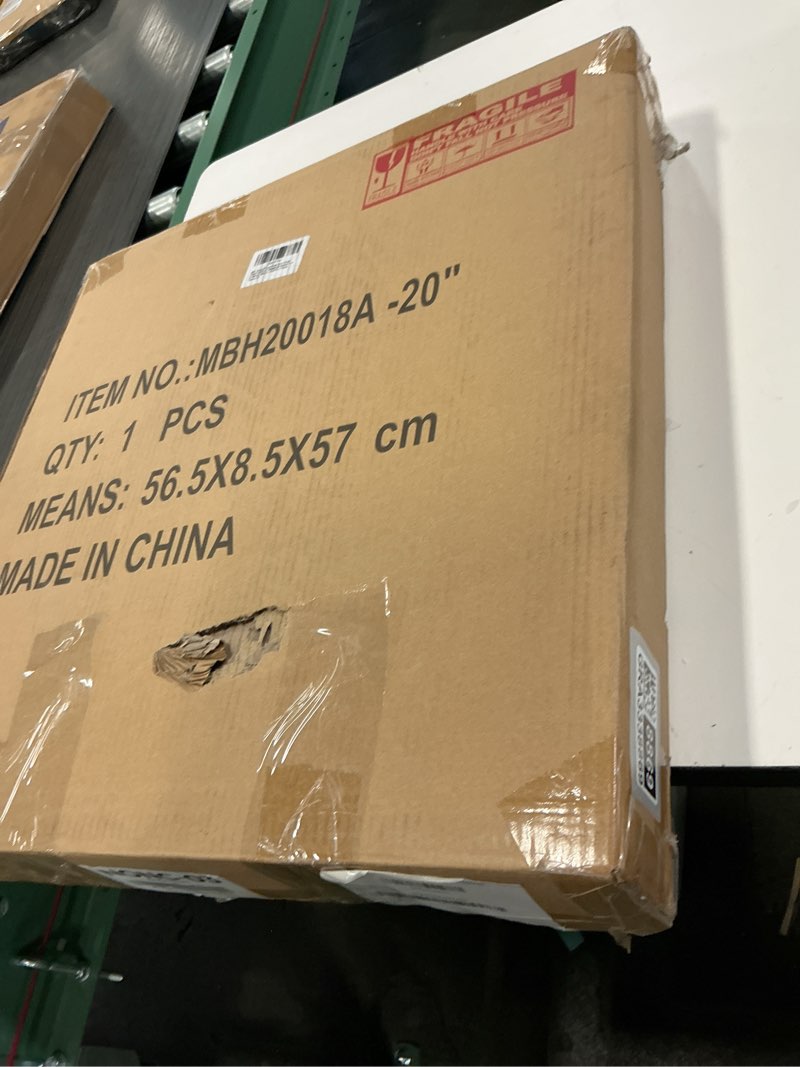 FRAGILE
ITEM NO.:MBH20018A -20"
QTY: 1 PCS
MEANS: 56.5X8.5X57 cm
MADE IN CHINA